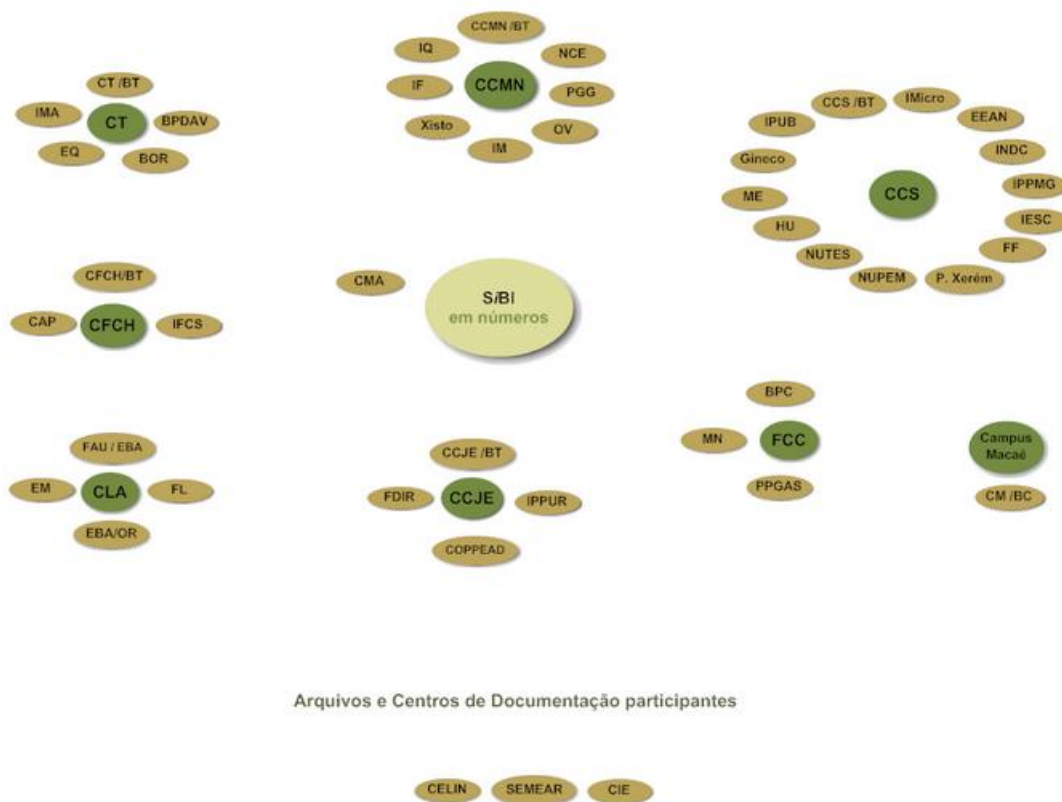 CCMN /BT
IQ
NCE
IF
CCMN
PGG
Xisto
OV
IM
CT /BT
IMA
CT
BPDAV
EQ
BOR
CCS /BT
IMicro
IPUB
EEAN
Gineco
INDC
CCS
IPPMG
ME
IESC
HU
FF
NUTES
NUPEM
P. Xerém
CFCH/BT
CAP
CFCH
IFCS
CMA
SiBI
em números
BPC
MN
FCC
PPGAS
Campus
Macaé
CM /BC
FAU / EBA
EM
CLA
FL
EBA/OR
CCJE /BT
FDIR
CCJE
IPPUR
COPPEAD
Arquivos e Centros de Documentação participantes
CELIN
SEMEAR
CIE